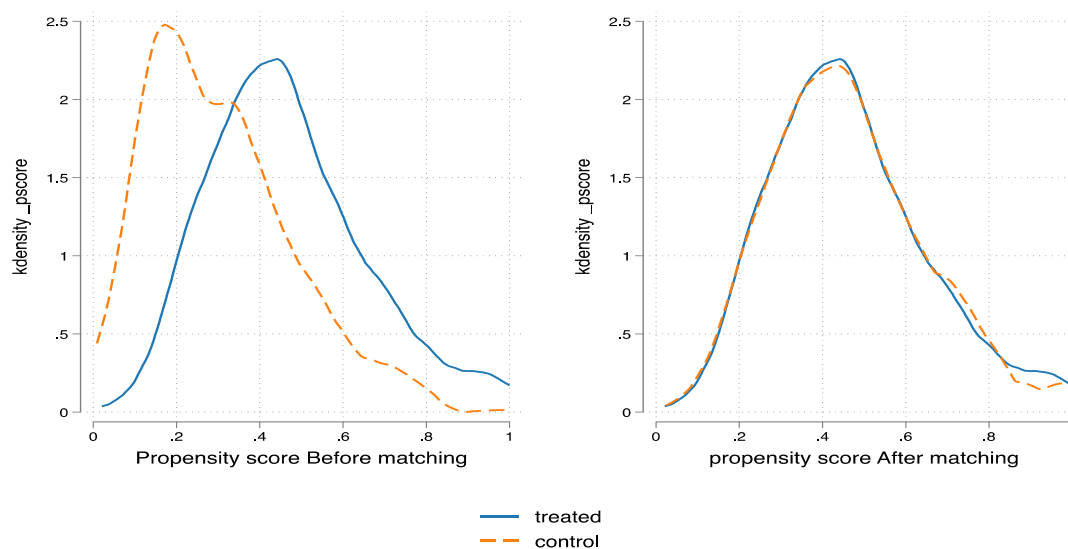 kdensity _pscore
2.5
2
1.5
1
.5
0
0 .2 .4 .6 .8 1
Propensity score Before matching
kdensity _pscore
2.5
2
1.5
1
.5
0
0 .2 .4 .6 .8
propensity score After matching
treated
control